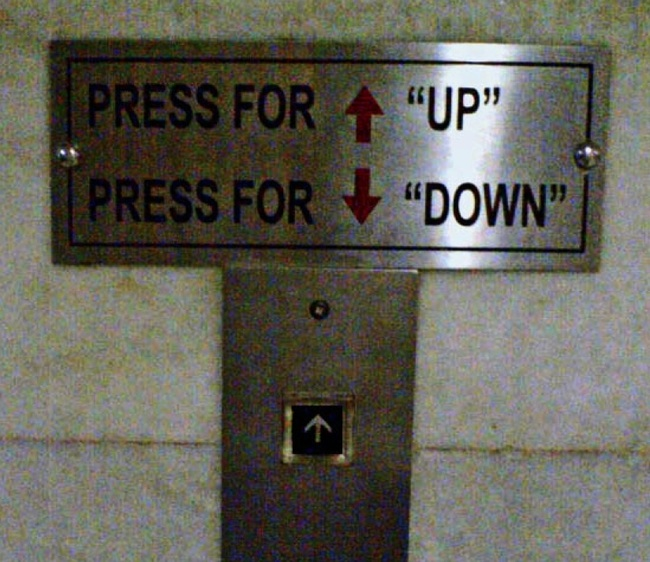 PRESS FOR ↑ “UP”
PRESS FOR ↓ “DOWN”